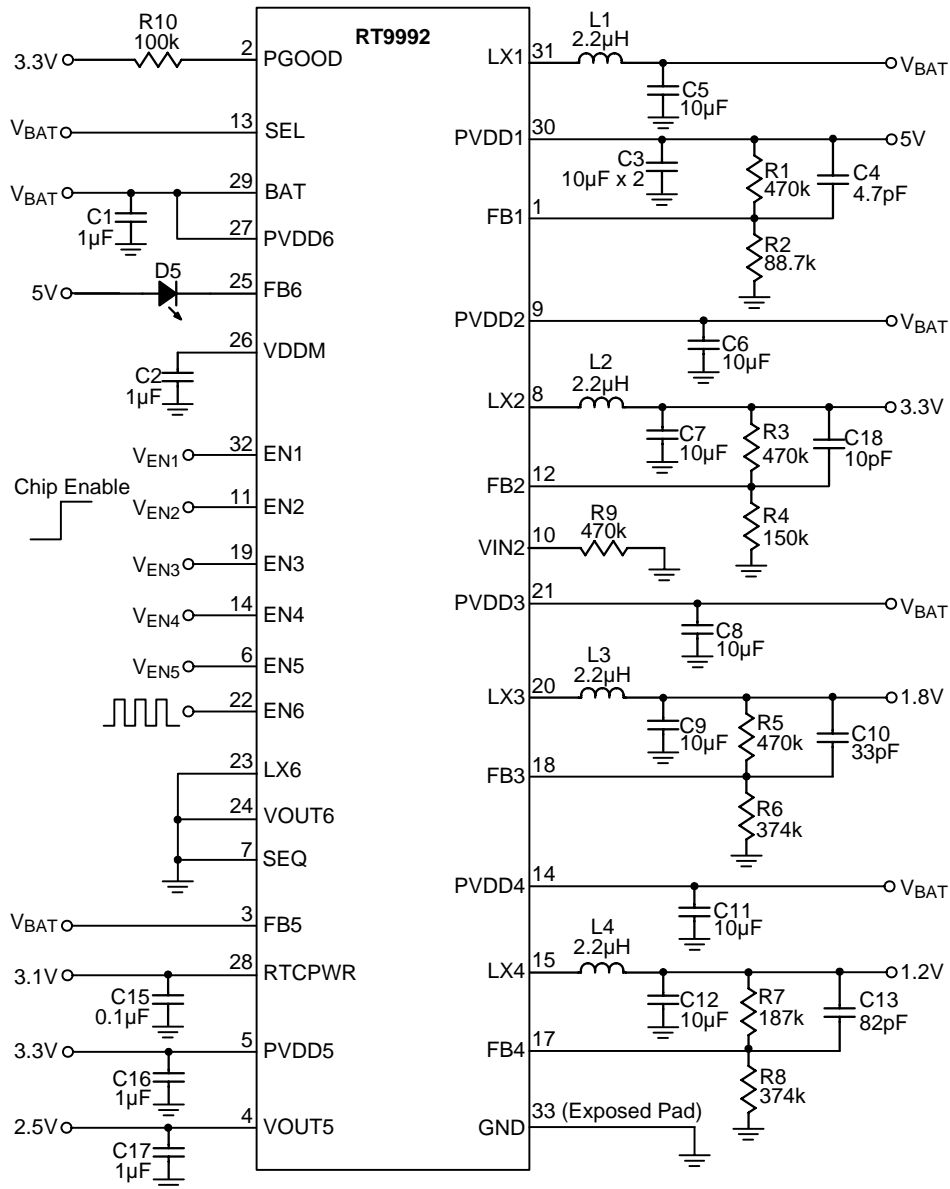 RT9992
R10
100k
3.3V
2
PGOOD
VBAT
13
SEL
VBAT
29
BAT
C1
1µF
27
PVDD6
D5
5V
25
FB6
26
VDDM
C2
1µF
VEN1
32
EN1
Chip Enable
VEN2
11
EN2
VEN3
19
EN3
VEN4
14
EN4
VEN5
6
EN5
22
EN6
23
LX6
24
VOUT6
7
SEQ
VBAT
3
FB5
3.1V
28
RTCPWR
C15
0.1µF
3.3V
5
PVDD5
C16
1µF
2.5V
4
VOUT5
C17
1µF
LX1
31
L1
2.2µH
VBAT
C5
10µF
PVDD1
30
5V
C3
10µF x 2
R1
470k
C4
4.7pF
FB1
1
R2
88.7k
PVDD2
9
VBAT
C6
10µF
L2
2.2µH
LX2
8
3.3V
C7
10µF
R3
470k
C18
10pF
FB2
12
R4
150k
R9
470k
VIN2
10
PVDD3
21
VBAT
C8
10µF
L3
2.2µH
LX3
20
1.8V
C9
10µF
R5
470k
C10
33pF
FB3
18
R6
374k
PVDD4
14
VBAT
C11
10µF
L4
2.2µH
LX4
15
1.2V
C12
10µF
R7
187k
C13
82pF
FB4
17
R8
374k
GND
33 (Exposed Pad)